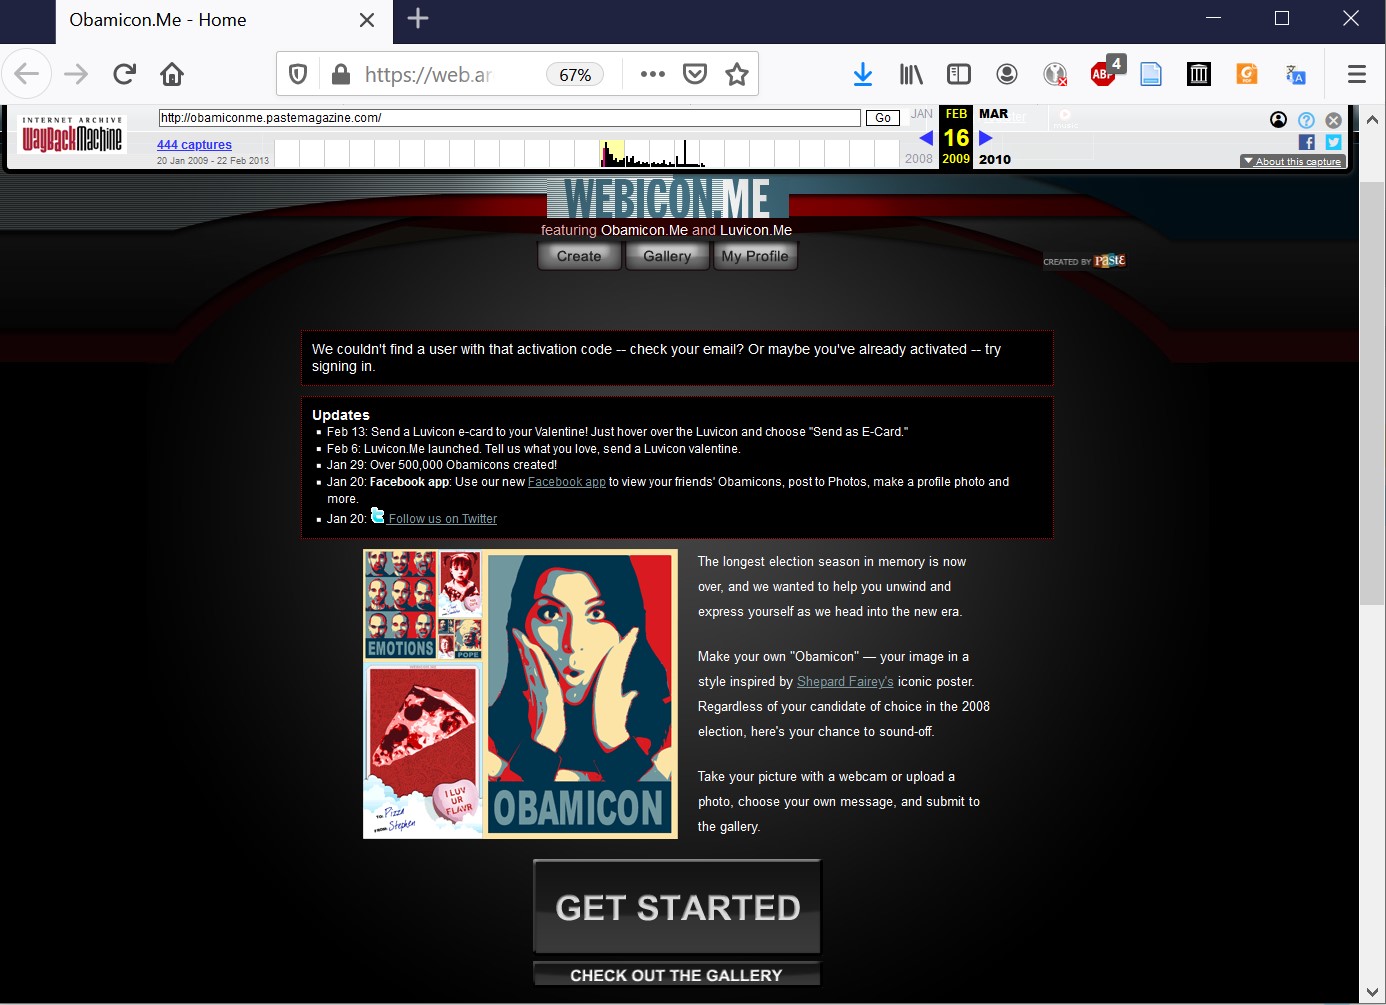 Obamicon.Me - Home
https://web.ar
67%
ABP
4
INTERNET ARCHIVE
WayBackMachine
http://obamiconme.pastemagazine.com/
Go
JAN
FEB
MAR
444 captures
16
20 Jan 2009 - 22 Feb 2013
2008
2009
2010
About this capture
WEBICON.ME
featuring Obamicon.Me and Luvicon.Me
Create
Gallery
My Profile
CREATED BY PASTE
We couldn't find a user with that activation code -- check your email? Or maybe you've already activated -- try
signing in.
Updates
Feb 13: Send a Luvicon e-card to your Valentine! Just hover over the Luvicon and choose "Send as E-Card."
Feb 6: Luvicon.Me launched. Tell us what you love, send a Luvicon valentine.
Jan 29: Over 500,000 Obamicons created!
Jan 20: Facebook app: Use our new Facebook app to view your friends' Obamicons, post to Photos, make a profile photo and
more.
Jan 20: Follow us on Twitter
EMOTIONS
POPE
I LUV
UR
FLAVR
TO: Pizza
FROM: Stephen
OBAMICON
The longest election season in memory is now
over, and we wanted to help you unwind and
express yourself as we head into the new era.
Make your own "Obamicon" — your image in a
style inspired by Shepard Fairey's iconic poster.
Regardless of your candidate of choice in the 2008
election, here's your chance to sound-off.
Take your picture with a webcam or upload a
photo, choose your own message, and submit to
the gallery.
GET STARTED
CHECK OUT THE GALLERY